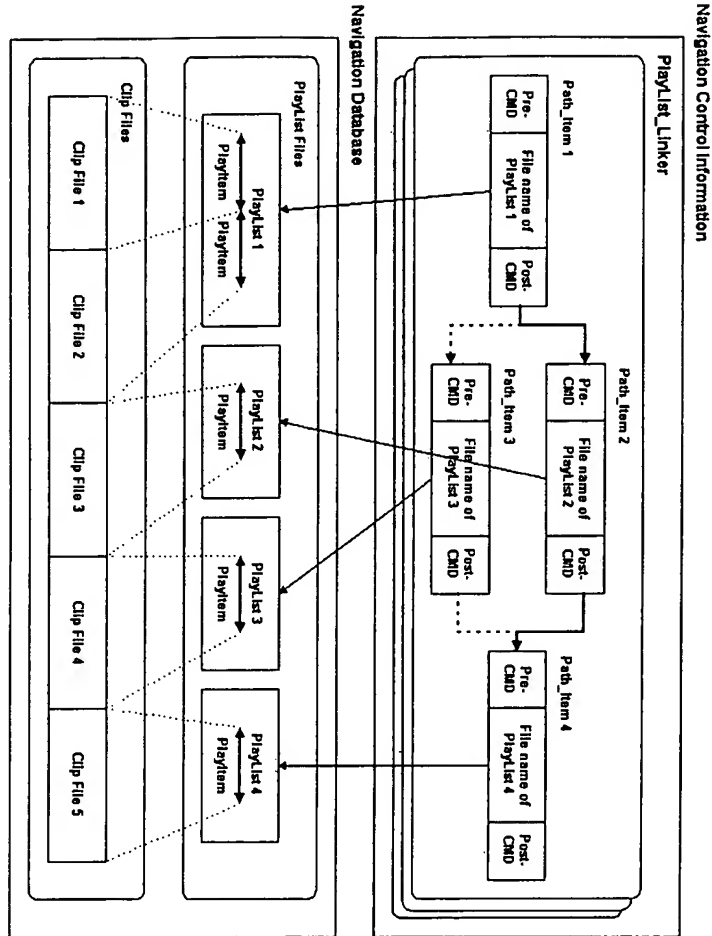 Navigation Control Information
PlayList_Linker
Path_Item 1
Pre-
CMD
File name of
PlayList 1
Post-
CMD
Path_Item 2
Pre-
CMD
File name of
PlayList 2
Post-
CMD
Path_Item 3
Pre-
CMD
File name of
PlayList 3
Post-
CMD
Path_Item 4
Pre-
CMD
File name of
PlayList 4
Post-
CMD
Navigation Database
PlayList Files
PlayList 1
PlayItem
PlayItem
PlayList 2
PlayItem
PlayList 3
PlayItem
PlayList 4
PlayItem
Clip Files
Clip File 1
Clip File 2
Clip File 3
Clip File 4
Clip File 5